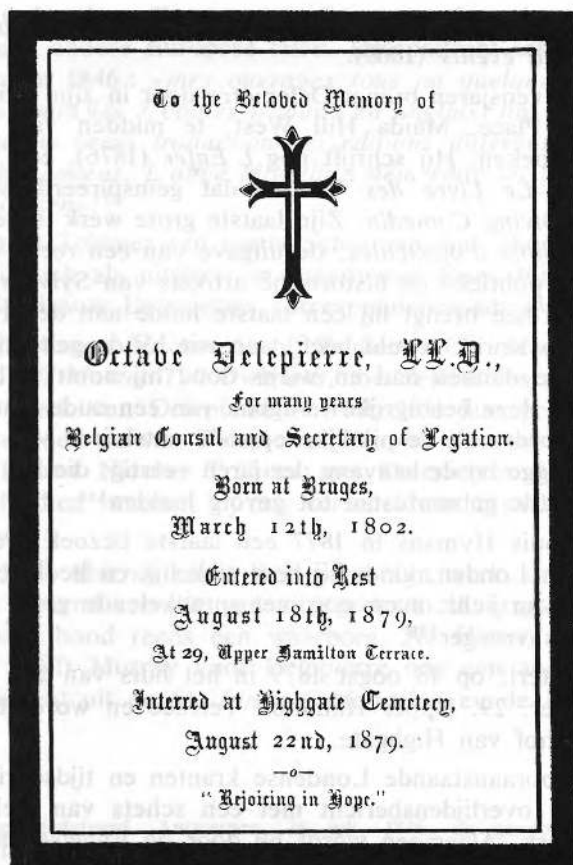 To the Beloved Memory of
Octave Delepierre, LL.D.,
For many years
Belgian Consul and Secretary of Legation.
Born at Bruges,
March 12th, 1802.
Entered into Rest
August 18th, 1879,
At 29, Upper Hamilton Terrace.
Interred at Highgate Cemetery,
August 22nd, 1879.
"Rejoicing in Hope."